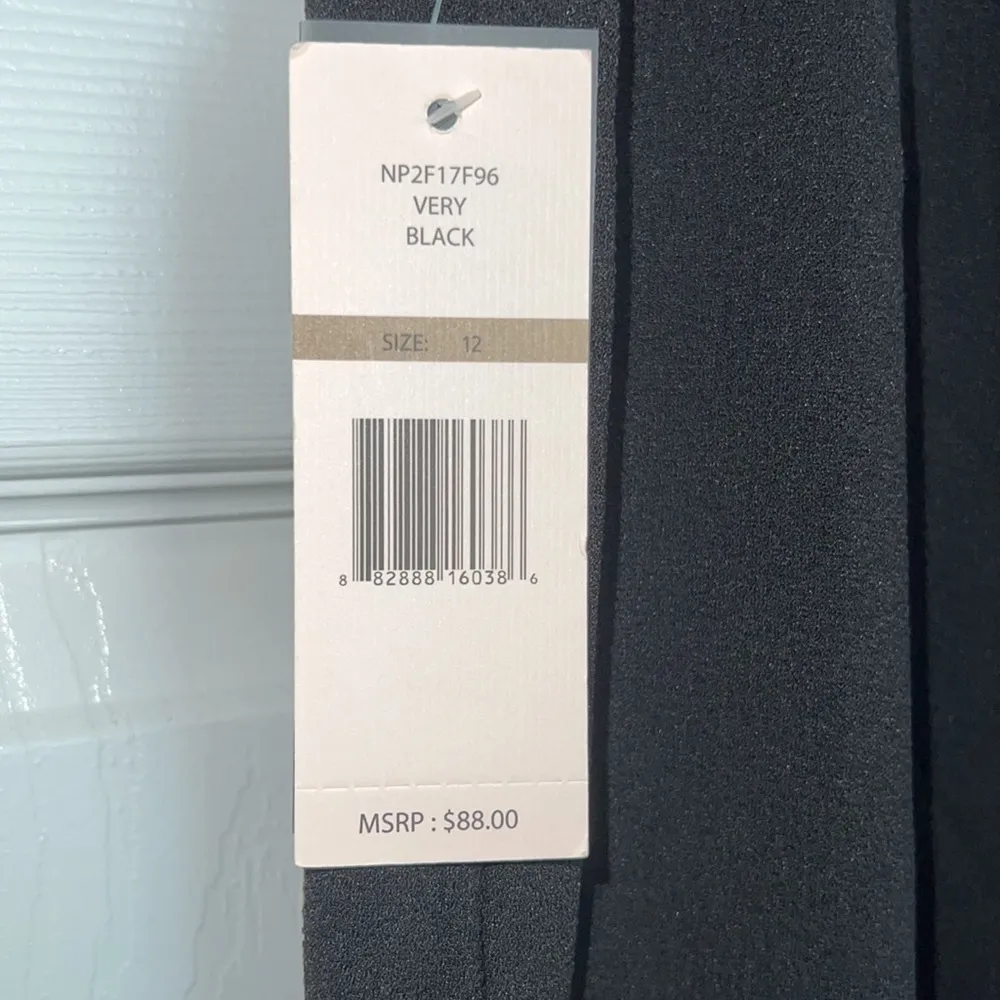 NP2F17F96
VERY
BLACK
SIZE: 12
8 82888 16038 6
MSRP : $88.00